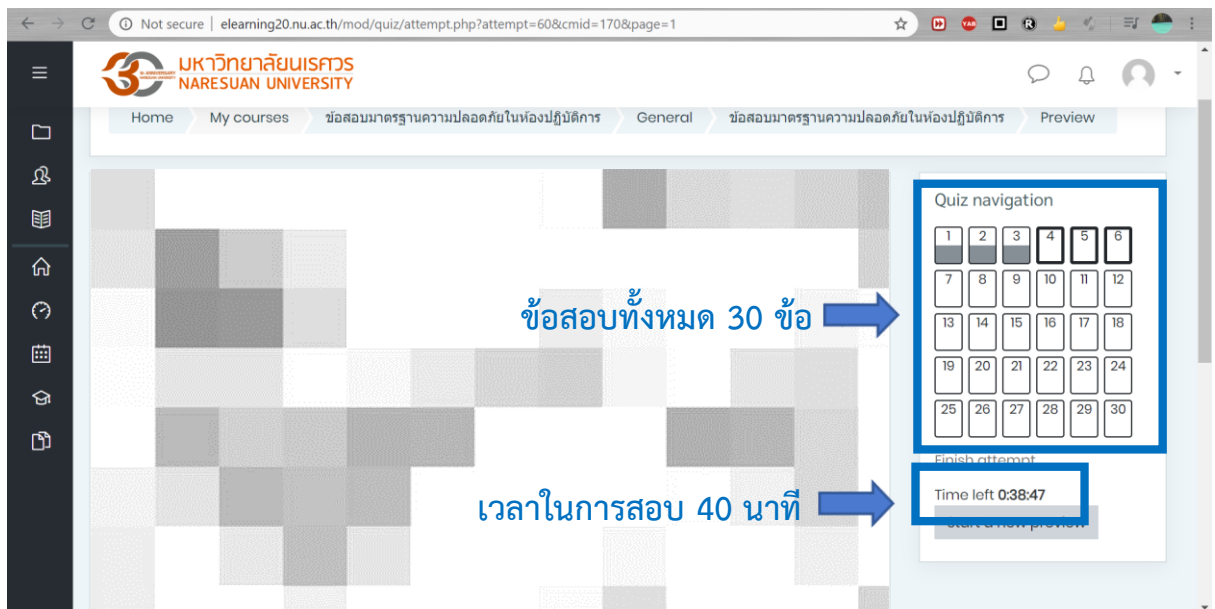 Not secure | elearning20.nu.ac.th/mod/quiz/attempt.php?attempt=60&cmid=170&page=1
มหาวิทยาลัยนเรศวร
NARESUAN UNIVERSITY
Home My courses ข้อสอบมาตรฐานความปลอดภัยในห้องปฏิบัติการ General ข้อสอบมาตรฐานความปลอดภัยในห้องปฏิบัติการ Preview
Quiz navigation
1 2 3 4 5 6
7 8 9 10 11 12
ข้อสอบทั้งหมด 30 ข้อ
13 14 15 16 17 18
19 20 21 22 23 24
25 26 27 28 29 30
Finish attempt
Time left 0:38:47
เวลาในการสอบ 40 นาที
Start a new preview